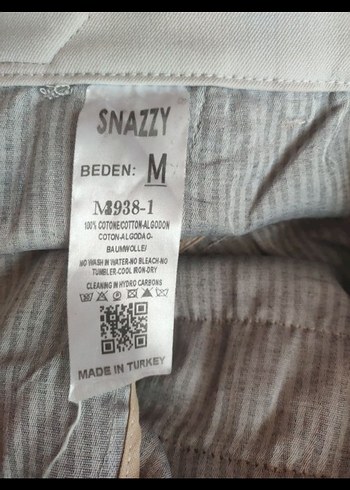 SNAZZY
BEDEN: M
M3938-1
100% COTONE/COTTON-ALGODON
COTON-ALGODAO-
BAUMWOLLE/
NO WASH IN WATER-NO BLEACH-NO
TUMBLER-COOL IRON-DRY
CLEANING IN HYDRO CARBONS
MADE IN TURKEY